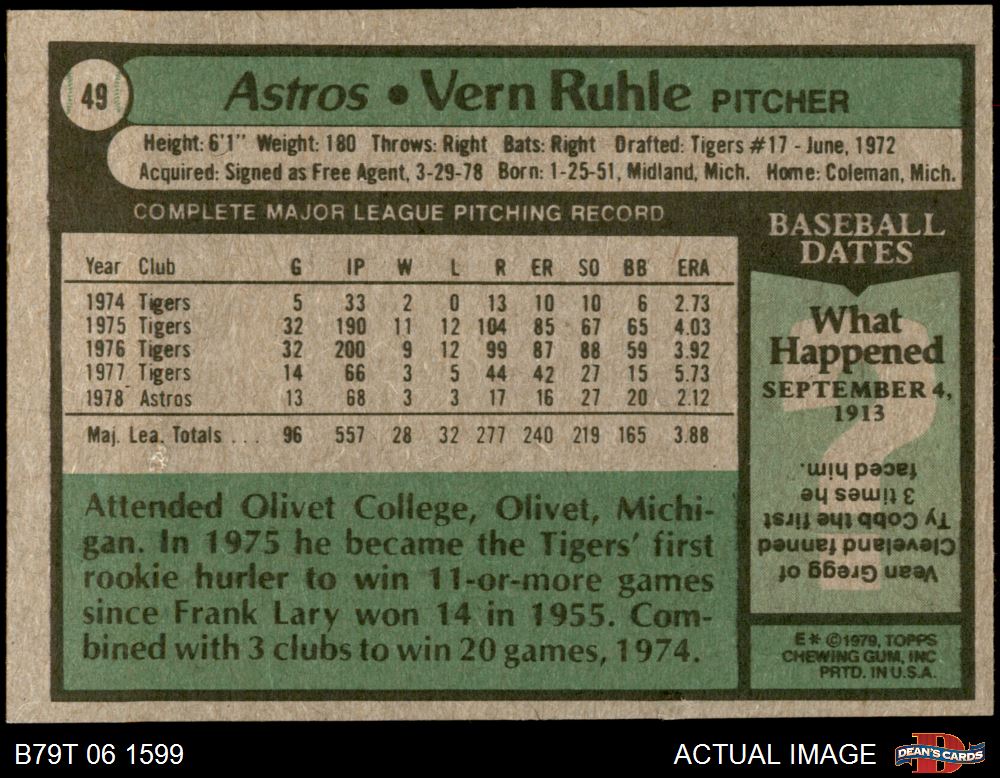 49
Astros • Vern Ruhle PITCHER
Height: 6'1" Weight: 180 Throws: Right Bats: Right Drafted: Tigers #17 - June, 1972
Acquired: Signed as Free Agent, 3-29-78 Born: 1-25-51, Midland, Mich. Home: Coleman, Mich.
COMPLETE MAJOR LEAGUE PITCHING RECORD
Year Club G IP W L R ER SO BB ERA
1974 Tigers 5 33 2 0 13 10 10 6 2.73
1975 Tigers 32 190 11 12 104 85 67 65 4.03
1976 Tigers 32 200 9 12 99 87 88 59 3.92
1977 Tigers 14 66 3 5 44 42 27 15 5.73
1978 Astros 13 68 3 3 17 16 27 20 2.12
Maj. Lea. Totals ... 96 557 28 32 277 240 219 165 3.88
Attended Olivet College, Olivet, Michi-
gan. In 1975 he became the Tigers' first
rookie hurler to win 11-or-more games
since Frank Lary won 14 in 1955. Com-
bined with 3 clubs to win 20 games, 1974.
BASEBALL
DATES
What
Happened
SEPTEMBER 4,
1913
?
Vean Gregg of
Cleveland fanned
Ty Cobb the first
3 times he
faced him.
E* ©1979, TOPPS
CHEWING GUM, INC
PRTD. IN U.S.A.
B79T 06 1599
ACTUAL IMAGE
D
DEAN'S CARDS